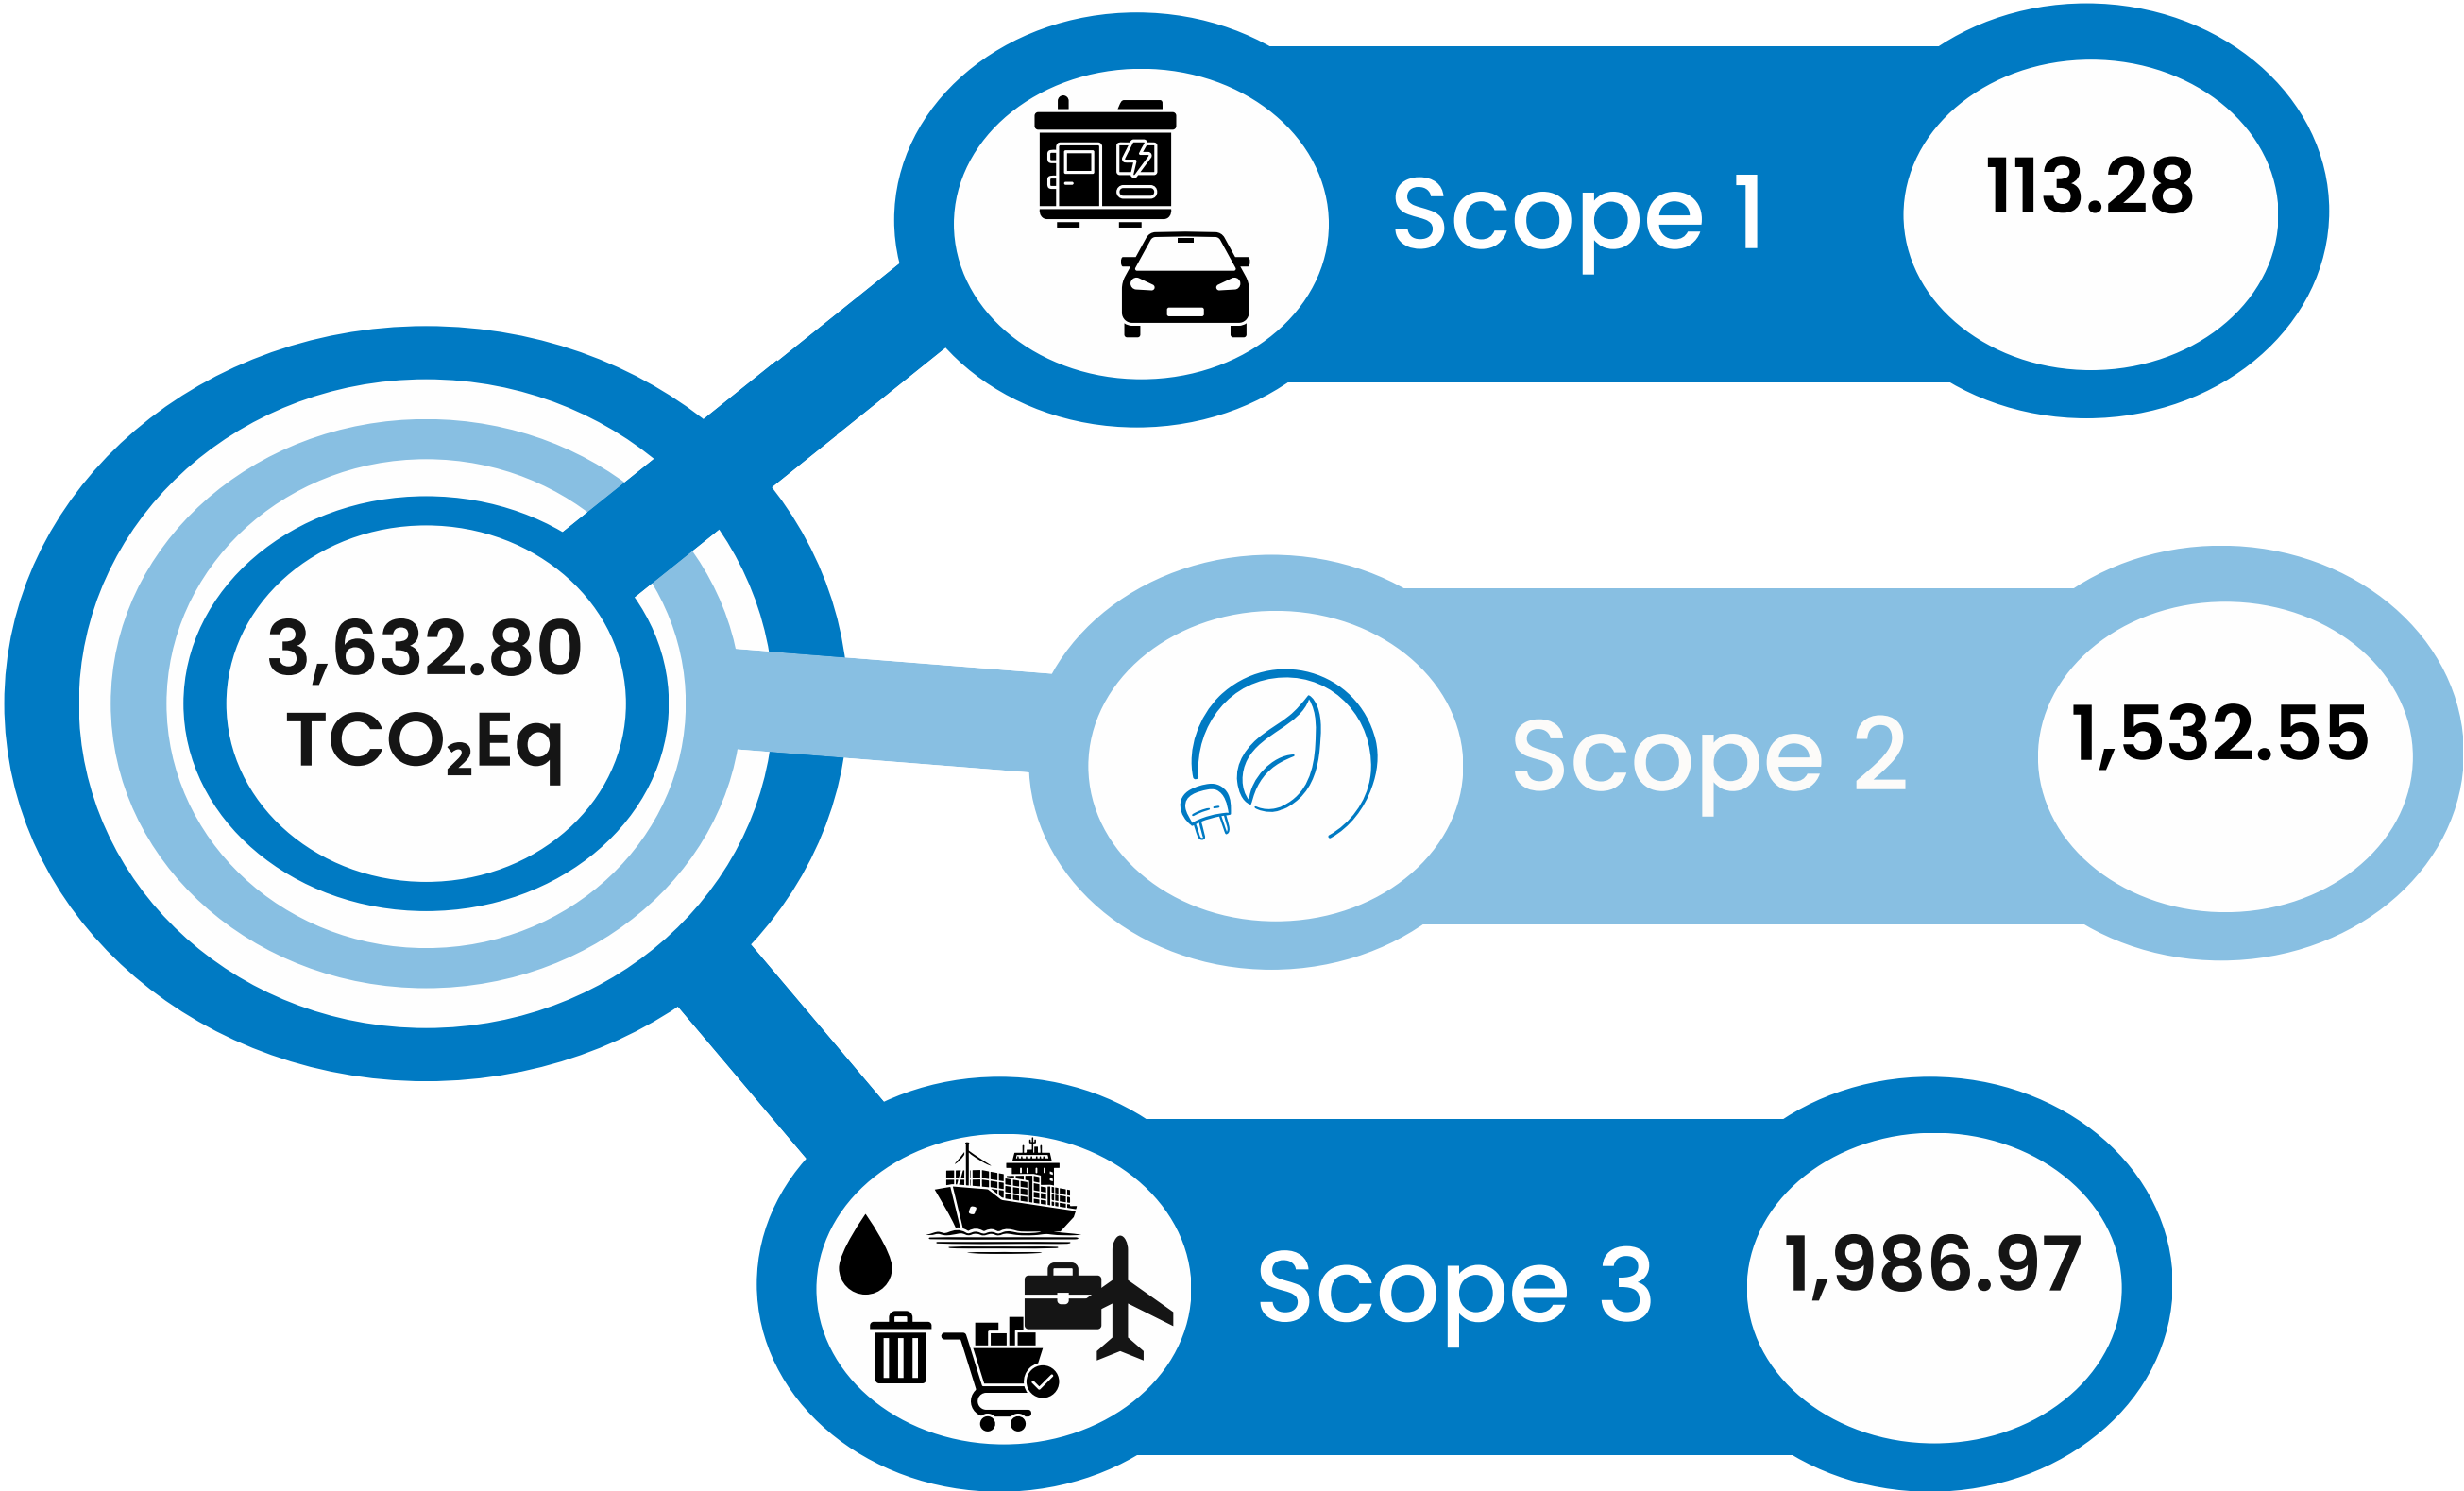 Scope 1
113.28
3,632.80
TCO₂Eq
Scope 2
1,532.55
Scope 3
1,986.97